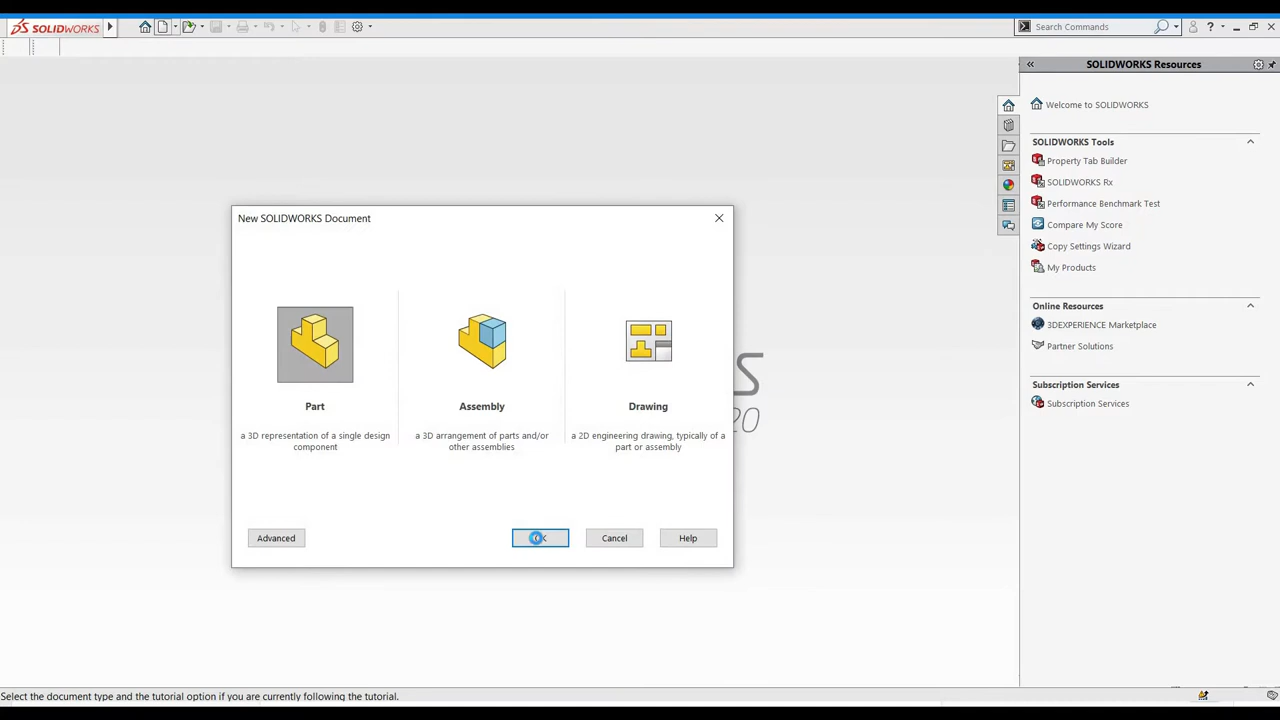 SOLIDWORKS
Search Commands
?
SOLIDWORKS Resources
Welcome to SOLIDWORKS
SOLIDWORKS Tools
Property Tab Builder
SOLIDWORKS Rx
Performance Benchmark Test
Compare My Score
Copy Settings Wizard
My Products
Online Resources
3DEXPERIENCE Marketplace
Partner Solutions
Subscription Services
Subscription Services
New SOLIDWORKS Document
Part
Assembly
Drawing
a 3D representation of a single design
component
a 3D arrangement of parts and/or
other assemblies
a 2D engineering drawing, typically of a
part or assembly
S
20
Advanced
Cancel
Help
Select the document type and the tutorial option if you are currently following the tutorial.